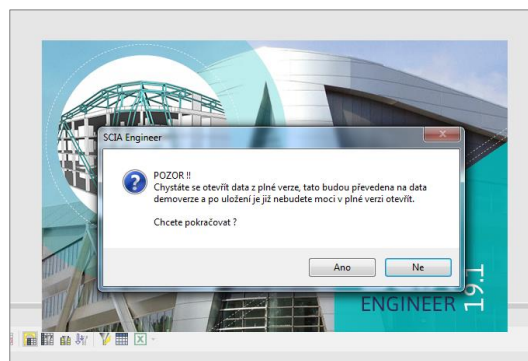 SCIA Engineer
POZOR !!
Chystáte se otevřít data z plné verze, tato budou převedena na data
demoverze a po uložení je již nebudete moci v plné verzi otevřít.
Chcete pokračovat ?
Ano
Ne
ENGINEER
19.1